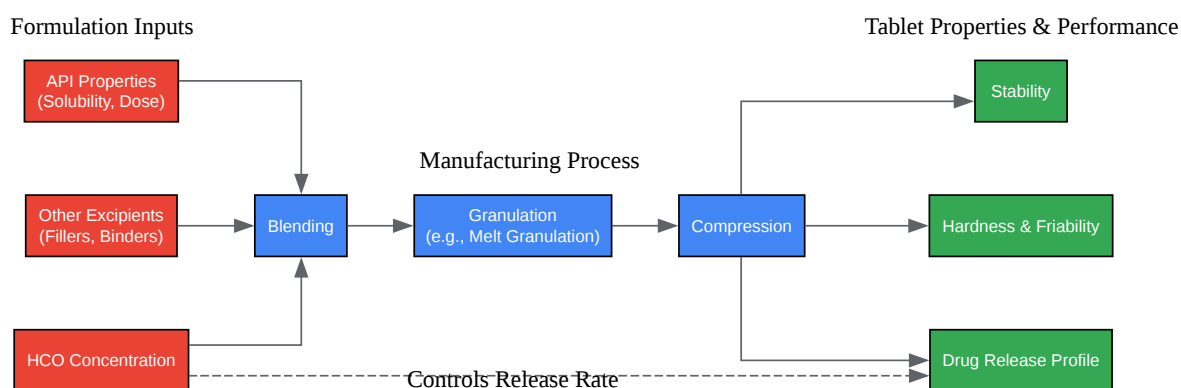 Formulation Inputs
Tablet Properties & Performance
API Properties
(Solubility, Dose)
Stability
Manufacturing Process
Other Excipients
(Fillers, Binders)
Blending
Granulation
(e.g., Melt Granulation)
Compression
Hardness & Friability
HCO Concentration
Drug Release Profile
Controls Release Rate